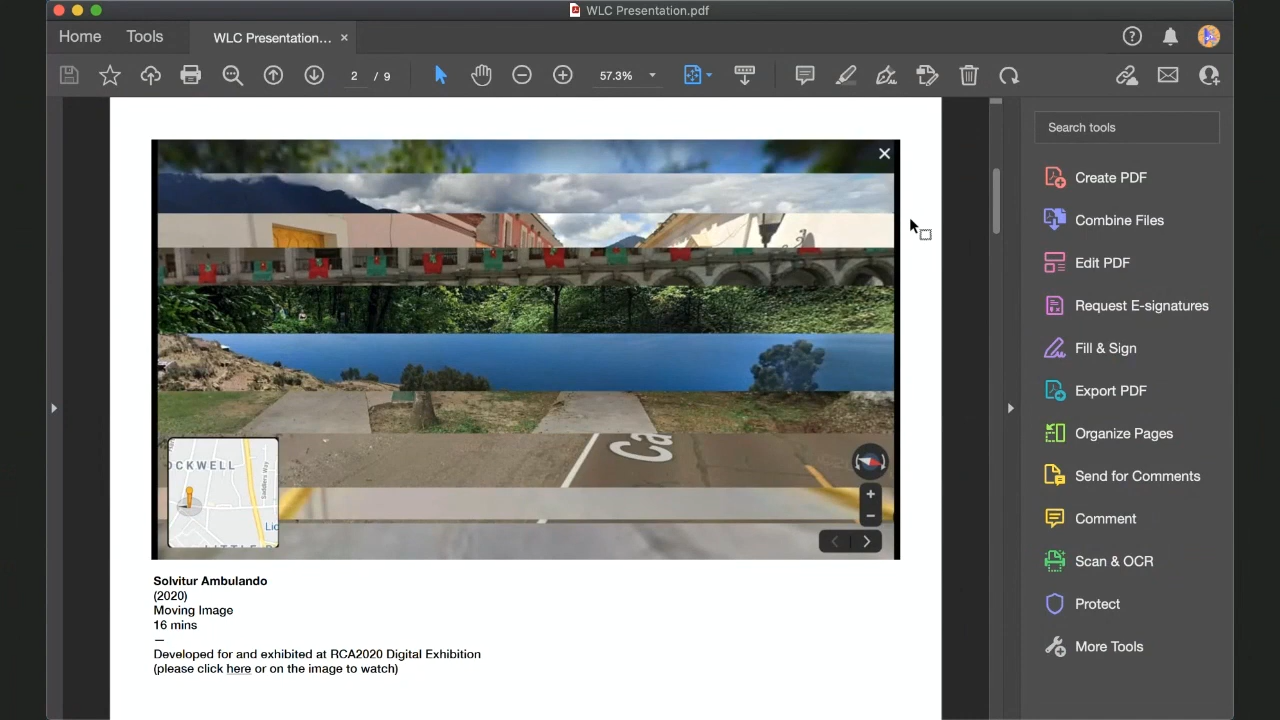 WLC Presentation.pdf
Home
Tools
WLC Presentation...
2 / 9
57.3%
Search tools
Create PDF
Combine Files
Edit PDF
Request E-signatures
Fill & Sign
Export PDF
Organize Pages
Send for Comments
Comment
Scan & OCR
Protect
More Tools
Ca
OCKWELL
Saddlers Way
Solvitur Ambulando
(2020)
Moving Image
16 mins
—
Developed for and exhibited at RCA2020 Digital Exhibition
(please click here or on the image to watch)